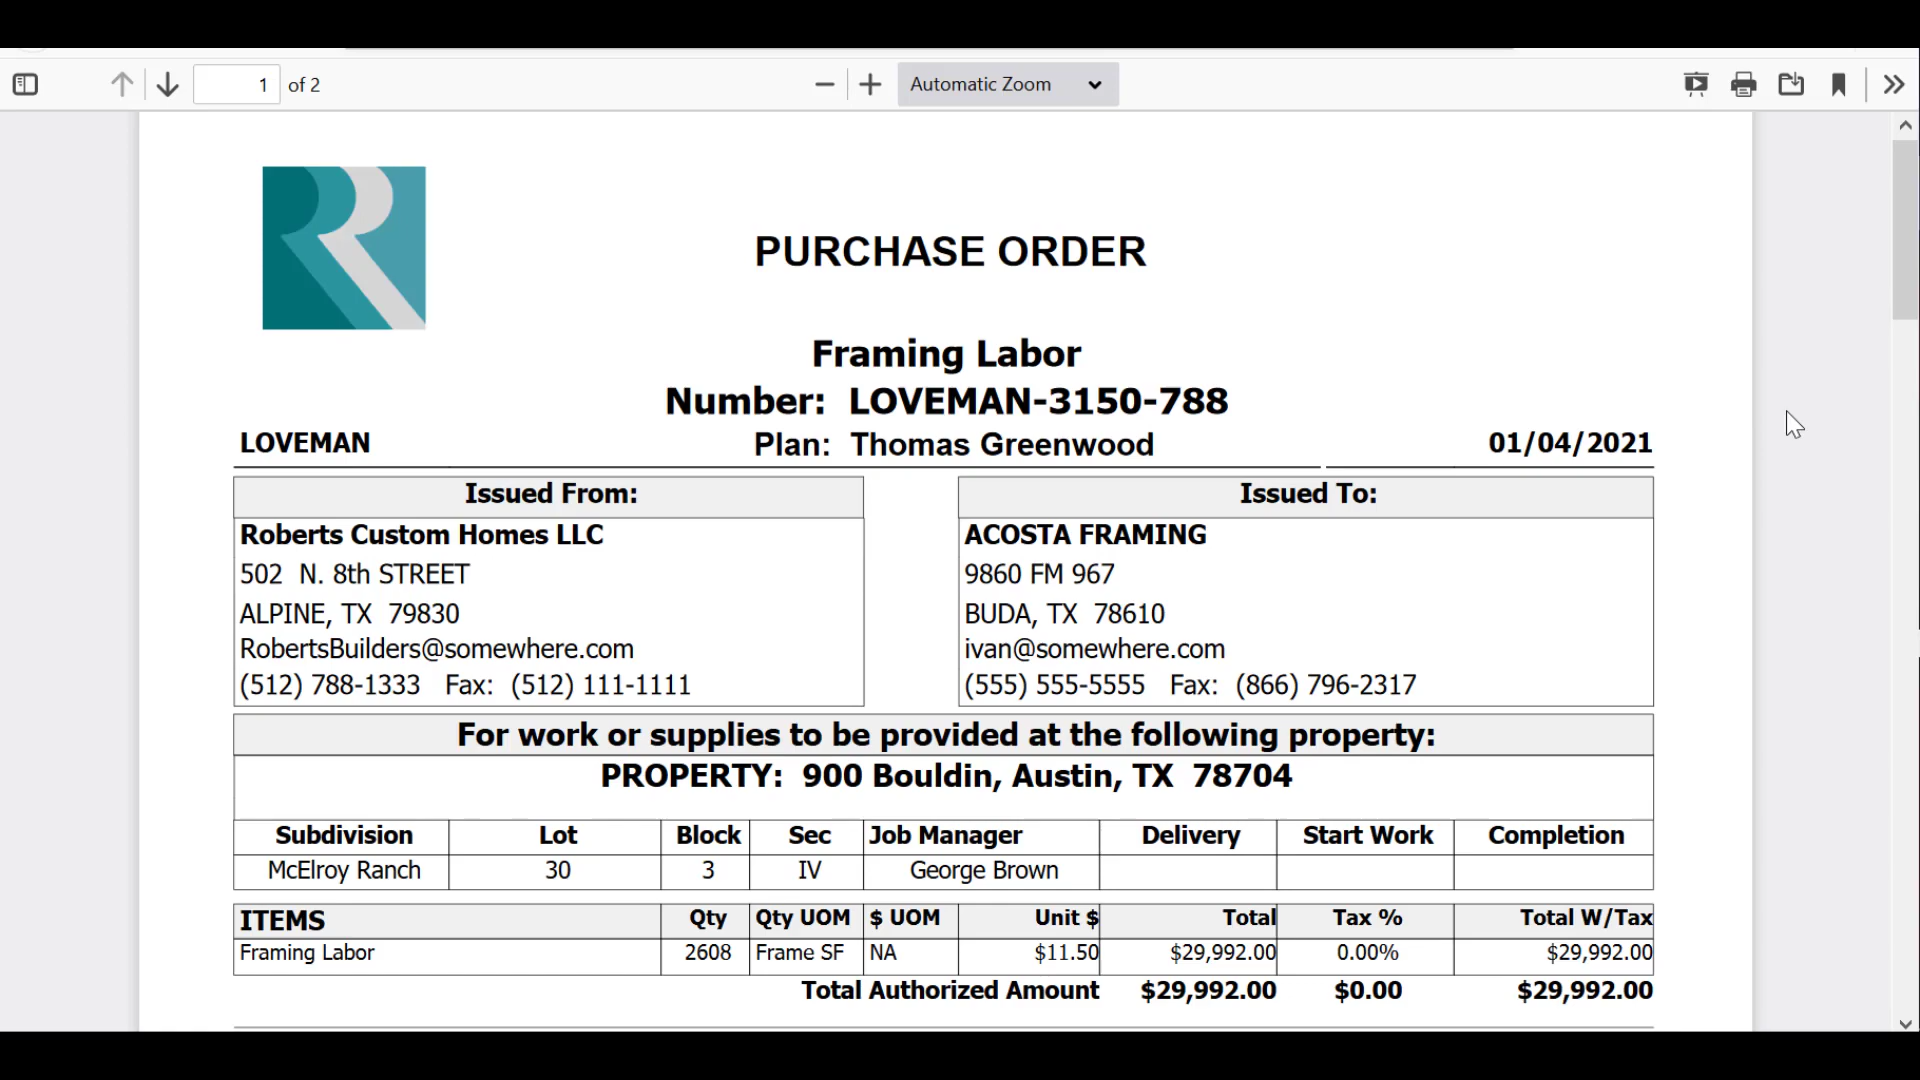 1 of 2 Automatic Zoom
PURCHASE ORDER
Framing Labor
Number: LOVEMAN-3150-788
LOVEMAN Plan: Thomas Greenwood 01/04/2021
Issued From: Issued To:
Roberts Custom Homes LLC ACOSTA FRAMING
502 N. 8th STREET 9860 FM 967
ALPINE, TX 79830 BUDA, TX 78610
RobertsBuilders@somewhere.com ivan@somewhere.com
(512) 788-1333 Fax: (512) 111-1111 (555) 555-5555 Fax: (866) 796-2317
For work or supplies to be provided at the following property:
PROPERTY: 900 Bouldin, Austin, TX 78704
Subdivision Lot Block Sec Job Manager Delivery Start Work Completion
McElroy Ranch 30 3 IV George Brown
ITEMS Qty Qty UOM $ UOM Unit $ Total Tax % Total W/Tax
Framing Labor 2608 Frame SF NA $11.50 $29,992.00 0.00% $29,992.00
Total Authorized Amount $29,992.00 $0.00 $29,992.00